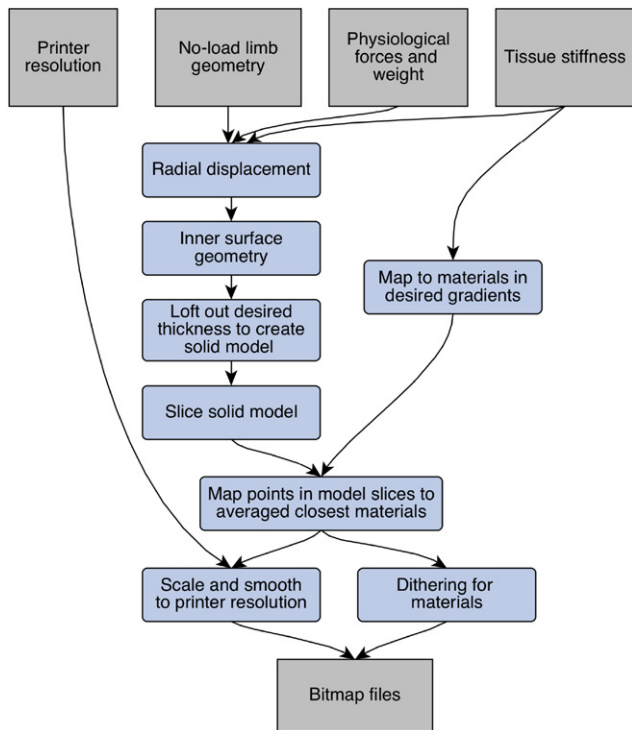 Printer
resolution
No-load limb
geometry
Physiological
forces and
weight
Tissue stiffness
Radial displacement
Inner surface
geometry
Map to materials in
desired gradients
Loft out desired
thickness to create
solid model
Slice solid model
Map points in model slices to
averaged closest materials
Scale and smooth
to printer resolution
Dithering for
materials
Bitmap files